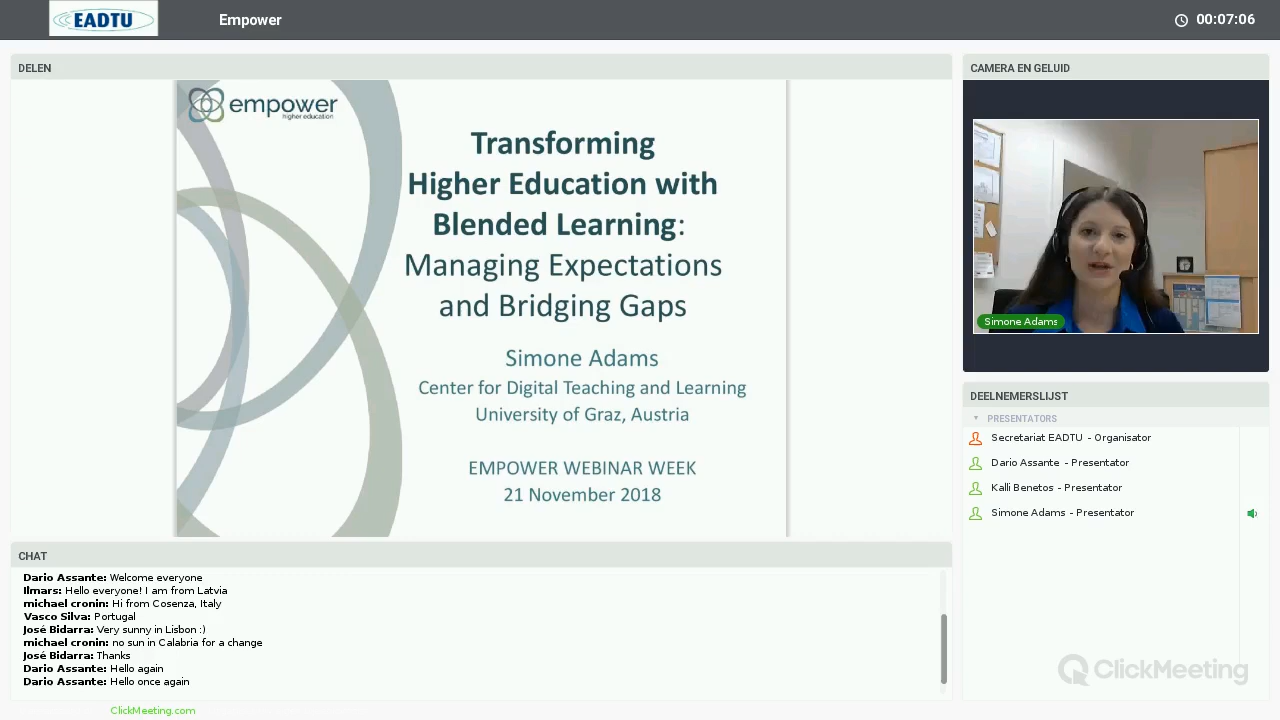 EADTU
Empower
00:07:06
DELEN
empower
higher education
Transforming
Higher Education with
Blended Learning:
Managing Expectations
and Bridging Gaps
Simone Adams
Center for Digital Teaching and Learning
University of Graz, Austria
EMPOWER WEBINAR WEEK
21 November 2018
CAMERA EN GELUID
Simone Adams
DEELNEMERSLIJST
PRESENTATORS
Secretariat EADTU - Organisator
Dario Assante - Presentator
Kalli Benetos - Presentator
Simone Adams - Presentator
ClickMeeting
CHAT
Dario Assante: Welcome everyone
Ilmars: Hello everyone! I am from Latvia
michael cronin: Hi from Cosenza, Italy
Vasco Silva: Portugal
José Bidarra: Very sunny in Lisbon :)
michael cronin: no sun in Calabria for a change
José Bidarra: Thanks
Dario Assante: Hello again
Dario Assante: Hello once again
ClickMeeting.com